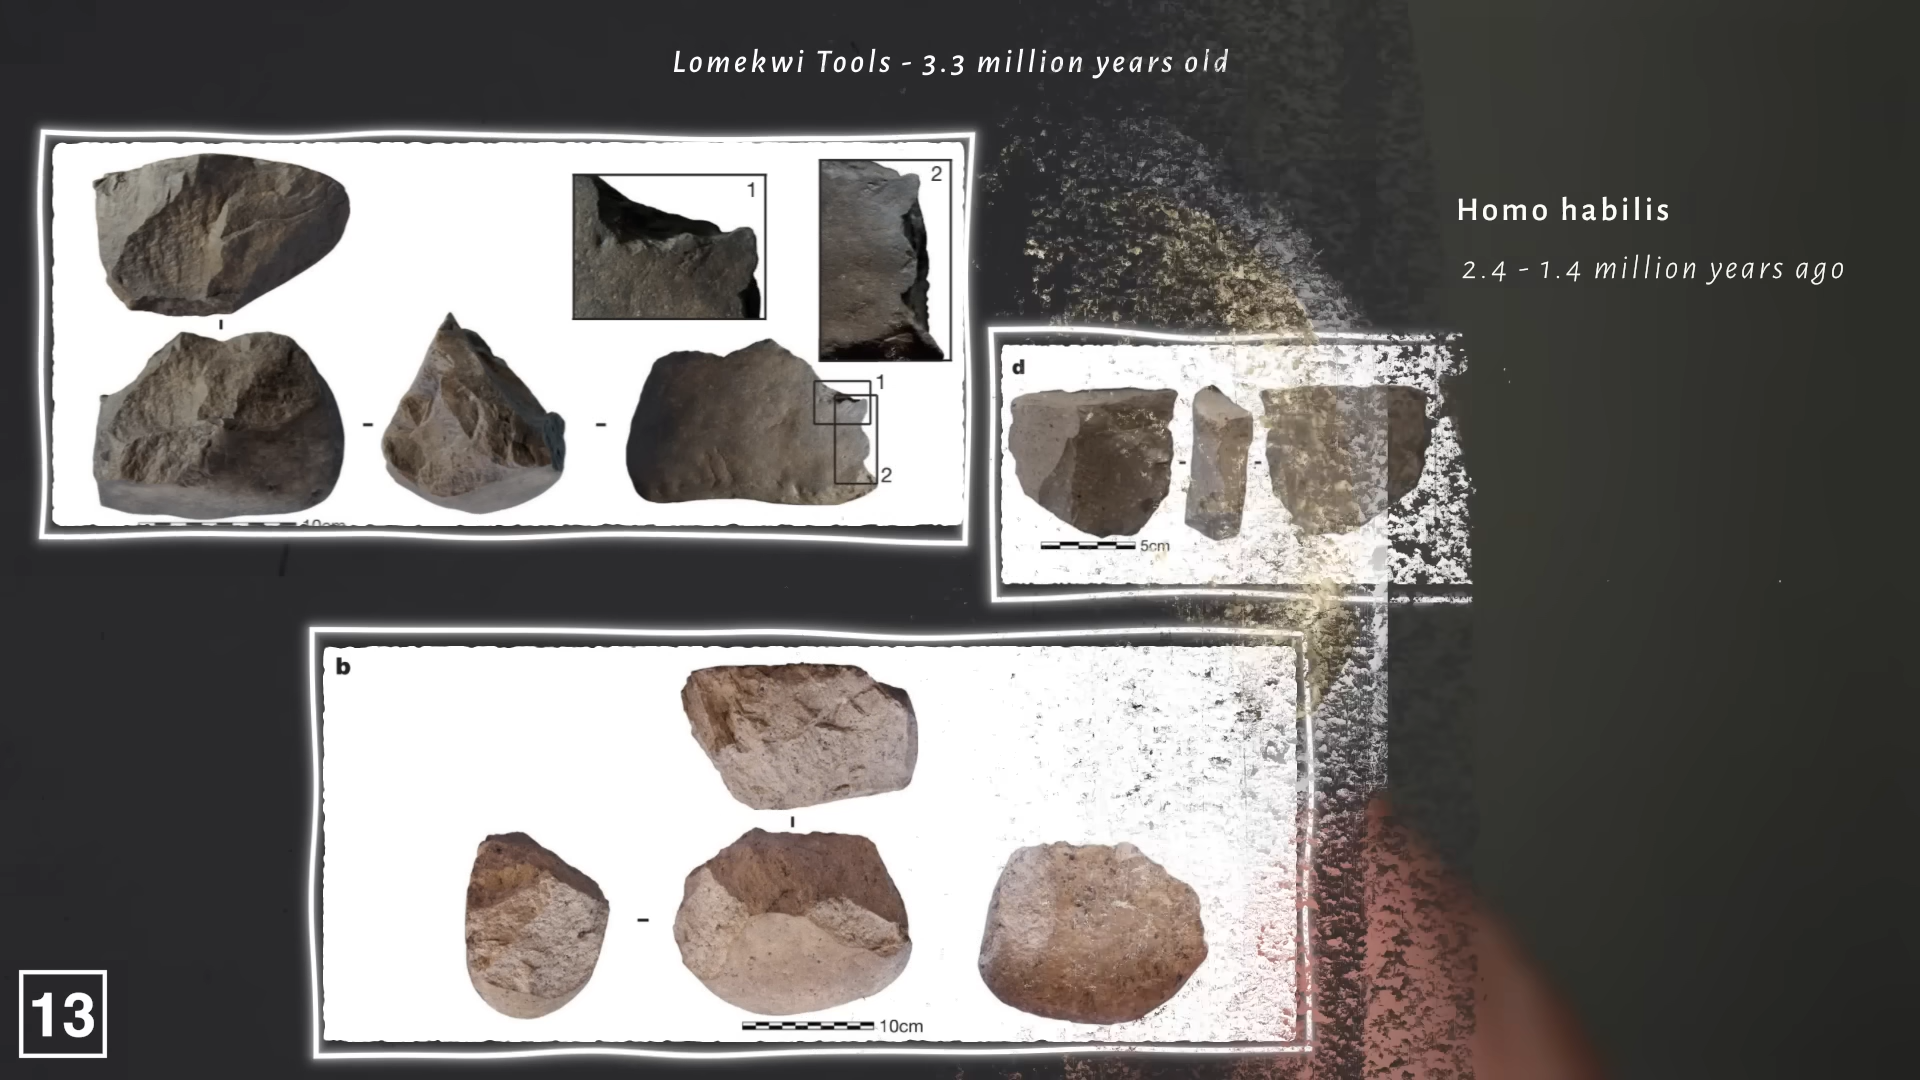 Lomekwi Tools - 3.3 million years old
Homo habilis
2.4 - 1.4 million years ago
1
2
1
2
10cm
d
5cm
b
10cm
13